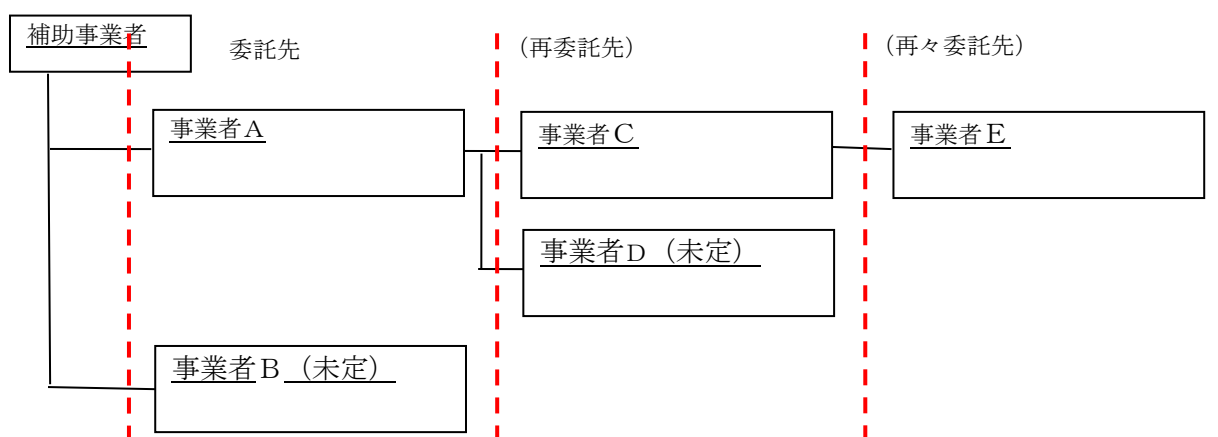 補助事業者
委託先
（再委託先）
（再々委託先）
事業者A
事業者C
事業者E
事業者D（未定）
事業者B（未定）